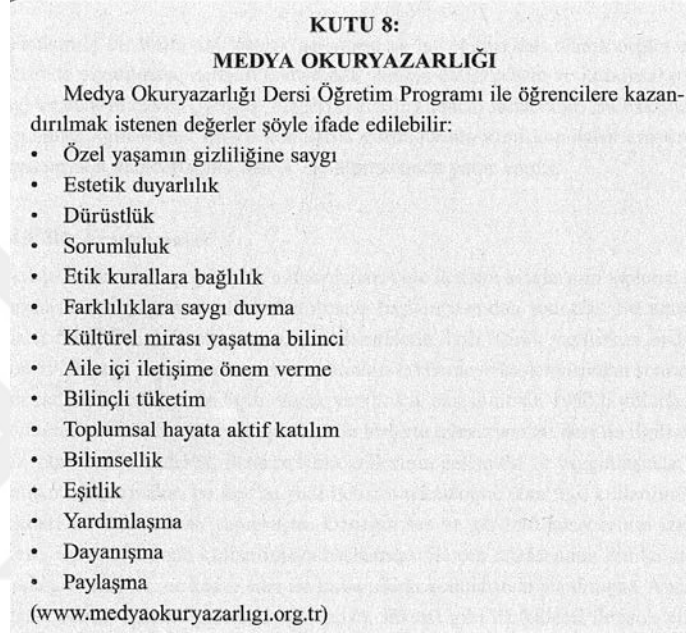 KUTU 8:
MEDYA OKURYAZARLIĞI
Medya Okuryazarlığı Dersi Öğretim Programı ile öğrencilere kazan-
dırılmak istenen değerler şöyle ifade edilebilir:
• Özel yaşamın gizliliğine saygı
• Estetik duyarlılık
• Dürüstlük
• Sorumluluk
• Etik kurallara bağlılık
• Farklılıklara saygı duyma
• Kültürel mirası yaşatma bilinci
• Aile içi iletişime önem verme
• Bilinçli tüketim
• Toplumsal hayata aktif katılım
• Bilimsellik
• Eşitlik
• Yardımlaşma
• Dayanışma
• Paylaşma
(www.medyaokuryazarlıgı.org.tr)